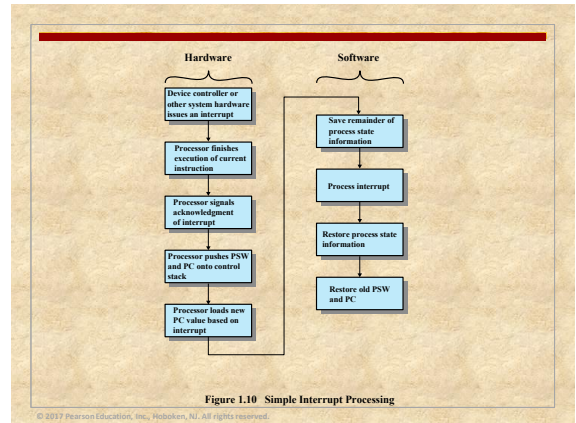 Hardware
Device controller or
other system hardware
issues an interrupt
Processor finishes
execution of current
instruction
Processor signals
acknowledgment
of interrupt
Processor pushes PSW
and PC onto control
stack
Processor loads new
PC value based on
interrupt
Software
Save remainder of
process state
information
Process interrupt
Restore process state
information
Restore old PSW
and PC
Figure 1.10 Simple Interrupt Processing
© 2017 Pearson Education, Inc., Hoboken, NJ. All rights reserved.